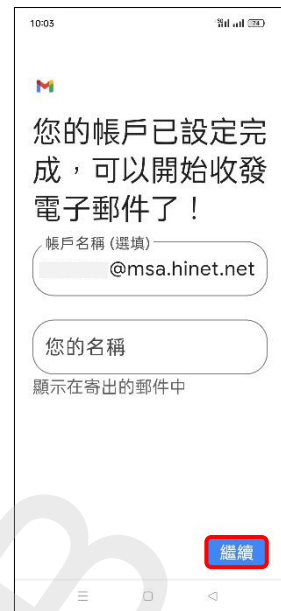 10:03
您的帳戶已設定完
成，可以開始收發
電子郵件了！
帳戶名稱 (選填)
@msa.hinet.net
您的名稱
顯示在寄出的郵件中
繼續